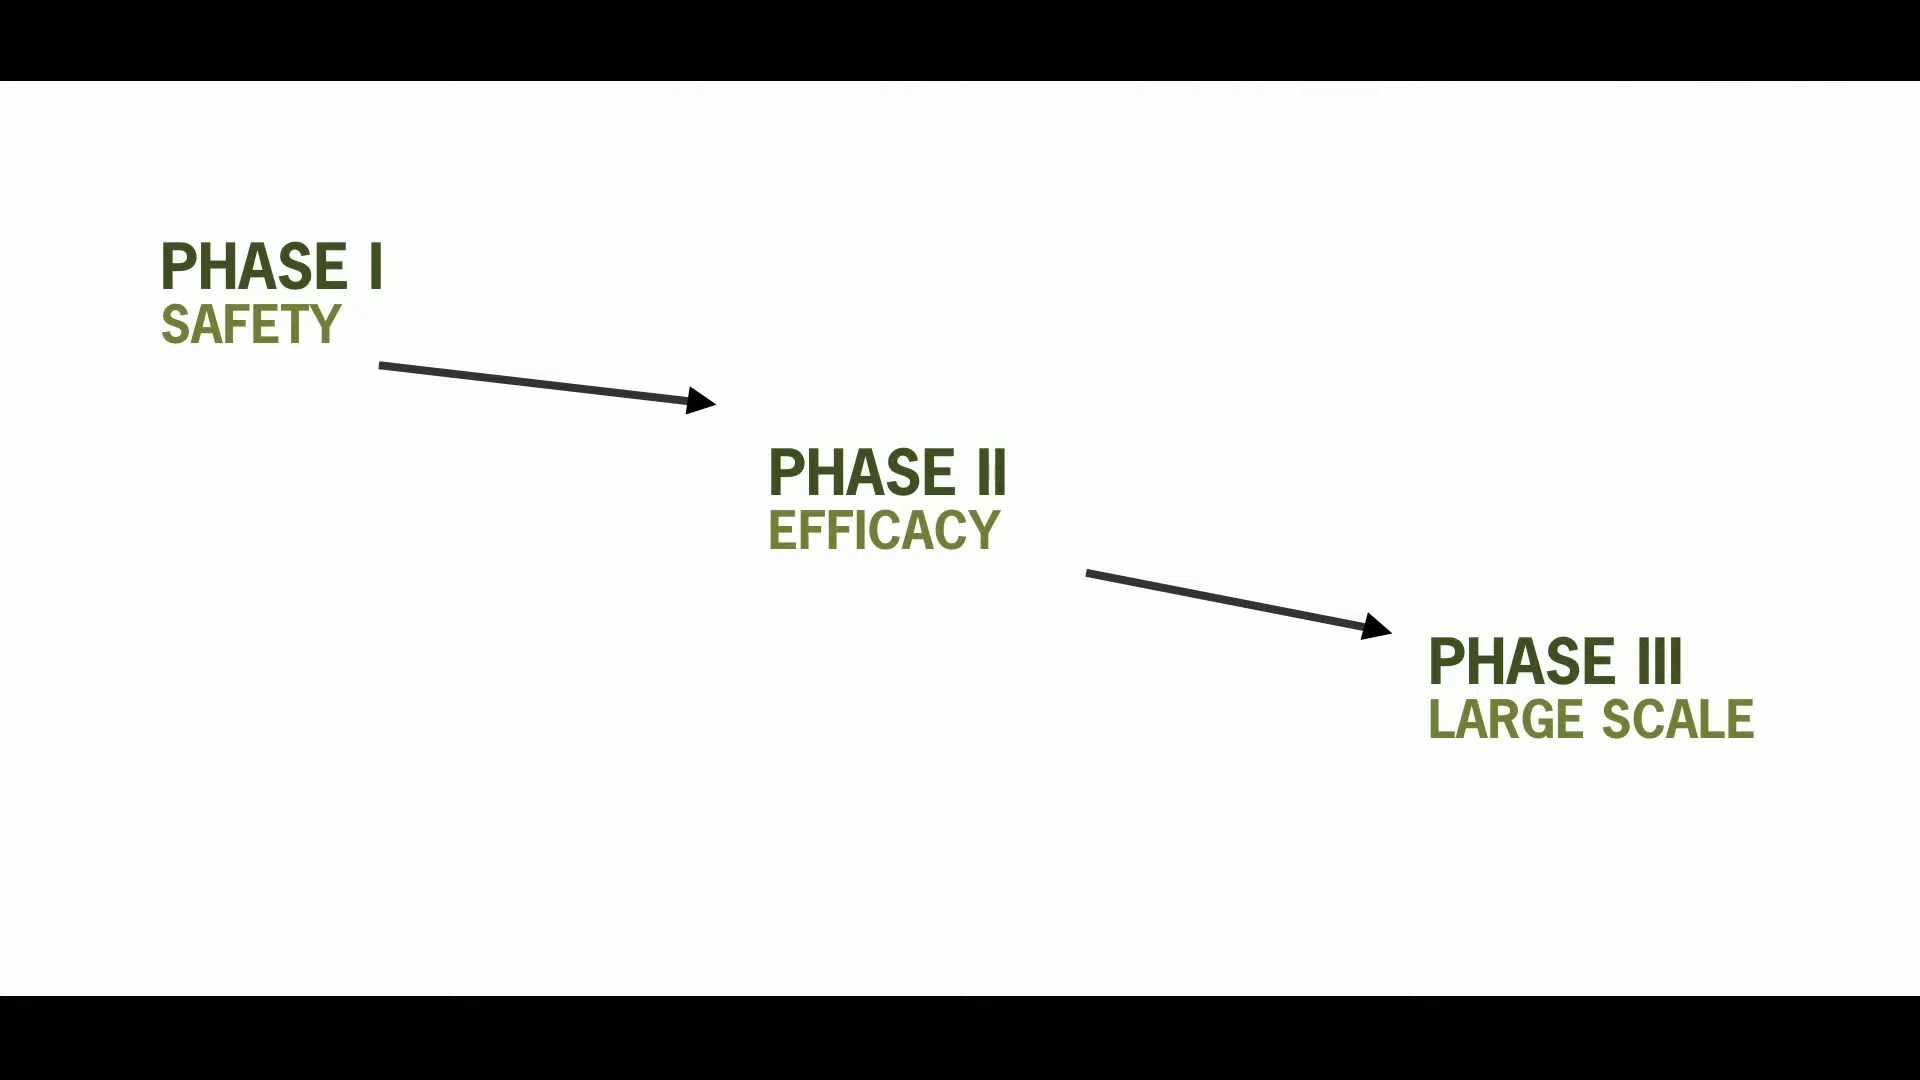 PHASE I
SAFETY
PHASE II
EFFICACY
PHASE III
LARGE SCALE